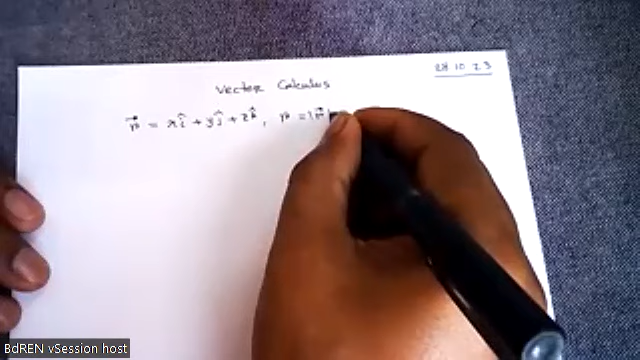 28.10.23
Vector Calculus
r⃗ = xî + yĵ + zk̂, r = |r⃗|
BdREN vSession host